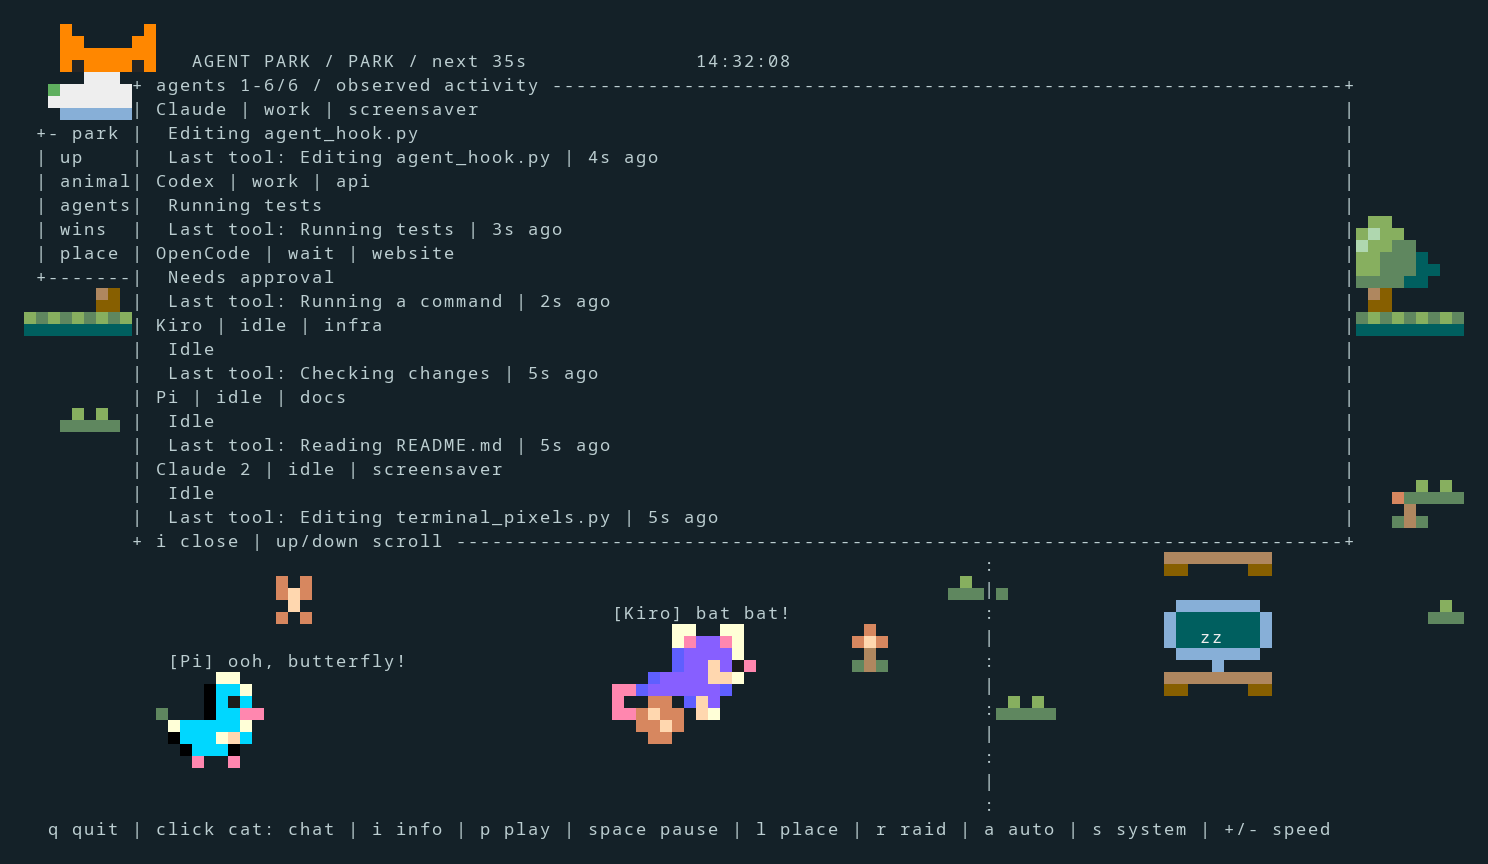 AGENT PARK / PARK / next 35s 14:32:08
+ agents 1-6/6 / observed activity ------------------------------------------------------------------+
| Claude | work | screensaver |
+- park | Editing agent_hook.py |
| up | Last tool: Editing agent_hook.py | 4s ago |
| animal| Codex | work | api |
| agents| Running tests |
| wins | Last tool: Running tests | 3s ago |
| place | OpenCode | wait | website |
+-------| Needs approval |
| Last tool: Running a command | 2s ago |
| Kiro | idle | infra |
| Idle |
| Last tool: Checking changes | 5s ago |
| Pi | idle | docs |
| Idle |
| Last tool: Reading README.md | 5s ago |
| Claude 2 | idle | screensaver |
| Idle |
| Last tool: Editing terminal_pixels.py | 5s ago |
+ i close | up/down scroll --------------------------------------------------------------------------+
[Kiro] bat bat!
zz
[Pi] ooh, butterfly!
q quit | click cat: chat | i info | p play | space pause | l place | r raid | a auto | s system | +/- speed